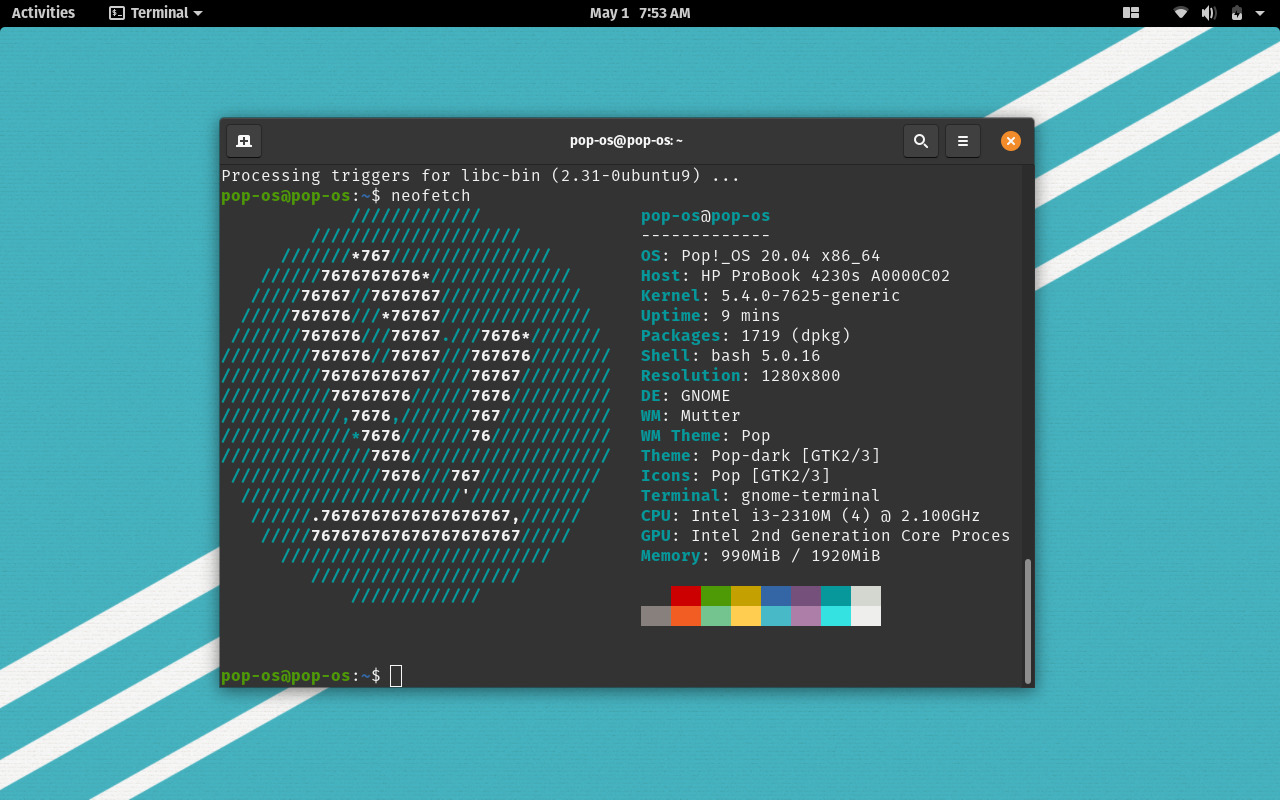 Activities Terminal May 1 7:53 AM
pop-os@pop-os: ~
Processing triggers for libc-bin (2.31-0ubuntu9) ...
pop-os@pop-os:~$ neofetch
///////////// pop-os@pop-os
///////////////////// -------------
///////*767//////////////// OS: Pop!_OS 20.04 x86_64
//////7676767676*////////////// Host: HP ProBook 4230s A0000C02
/////76767//7676767////////////// Kernel: 5.4.0-7625-generic
/////767676///*76767/////////////// Uptime: 9 mins
///////767676///76767.///7676*/////// Packages: 1719 (dpkg)
/////////767676//76767///767676//////// Shell: bash 5.0.16
//////////76767676767////76767///////// Resolution: 1280x800
///////////76767676//////7676////////// DE: GNOME
////////////,7676,///////767/////////// WM: Mutter
/////////////*7676///////76//////////// WM Theme: Pop
///////////////7676//////////////////// Theme: Pop-dark [GTK2/3]
///////////////7676///767//////////// Icons: Pop [GTK2/3]
//////////////////////'//////////// Terminal: gnome-terminal
//////.7676767676767676767,////// CPU: Intel i3-2310M (4) @ 2.100GHz
/////767676767676767676767///// GPU: Intel 2nd Generation Core Proces
/////////////////////////// Memory: 990MiB / 1920MiB
/////////////////////
/////////////
pop-os@pop-os:~$